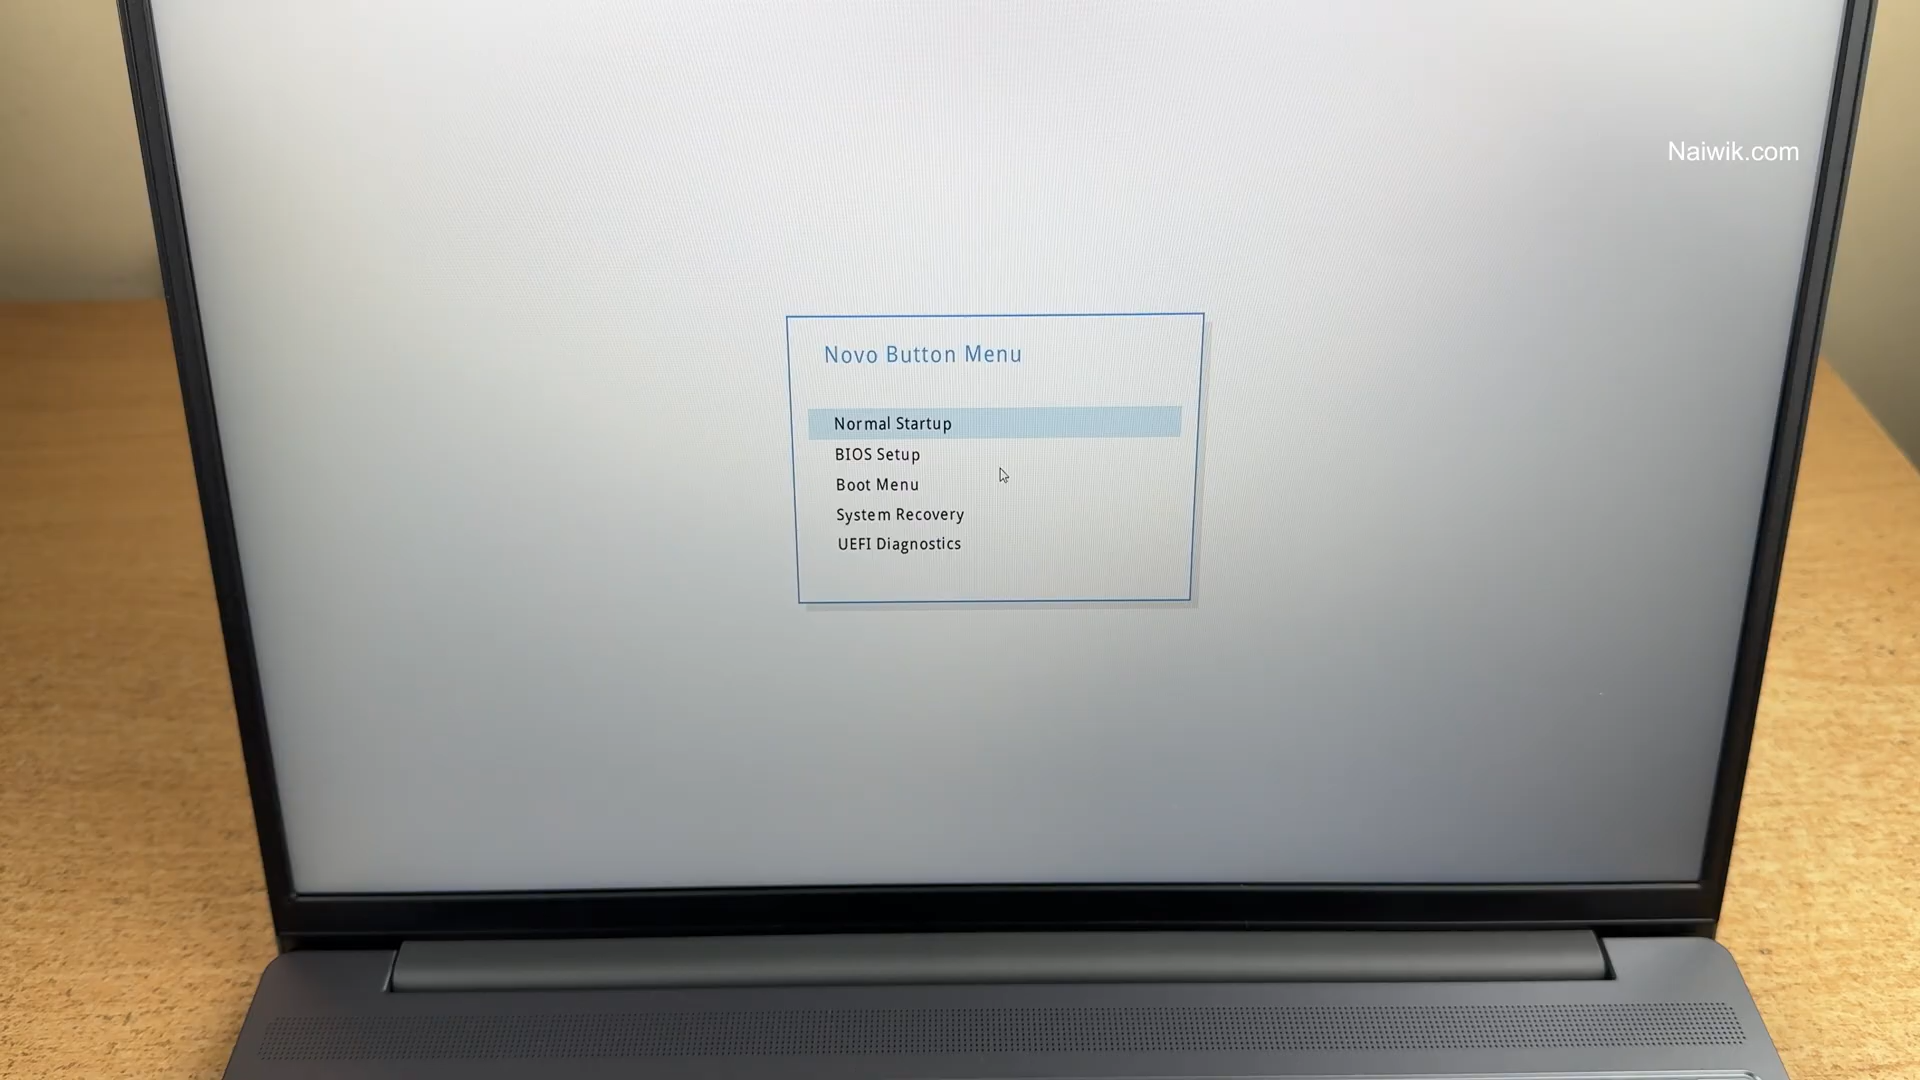 Naiwik.com
Novo Button Menu
Normal Startup
BIOS Setup
Boot Menu
System Recovery
UEFI Diagnostics